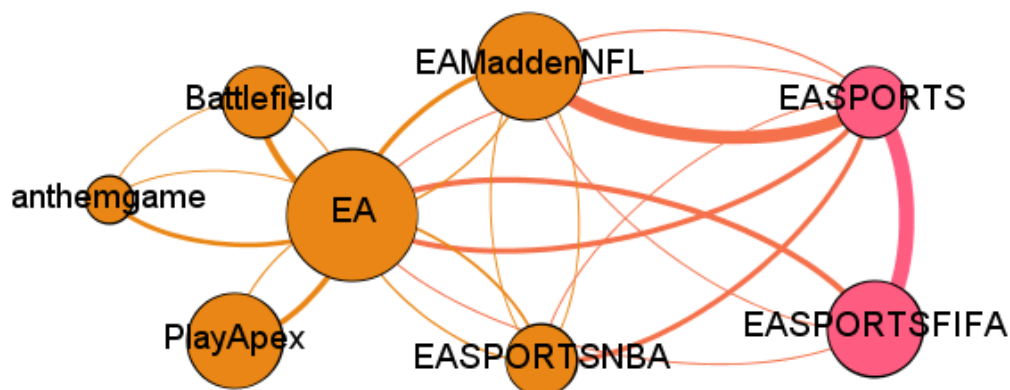 EAMaddenNFL
Battlefield
EASPORTS
anthemgame
EA
PlayApex
EASPORTSNBA
EASPORTSFIFA